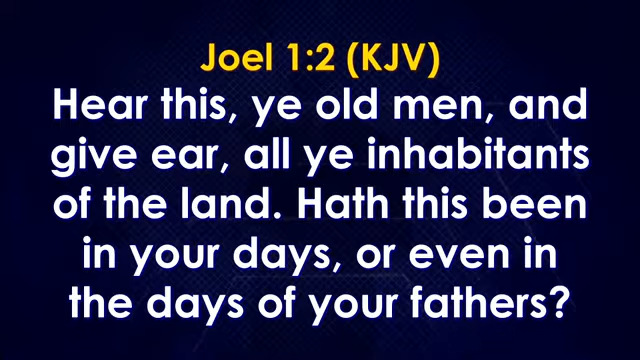 Joel 1:2 (KJV)
Hear this, ye old men, and
give ear, all ye inhabitants
of the land. Hath this been
in your days, or even in
the days of your fathers?